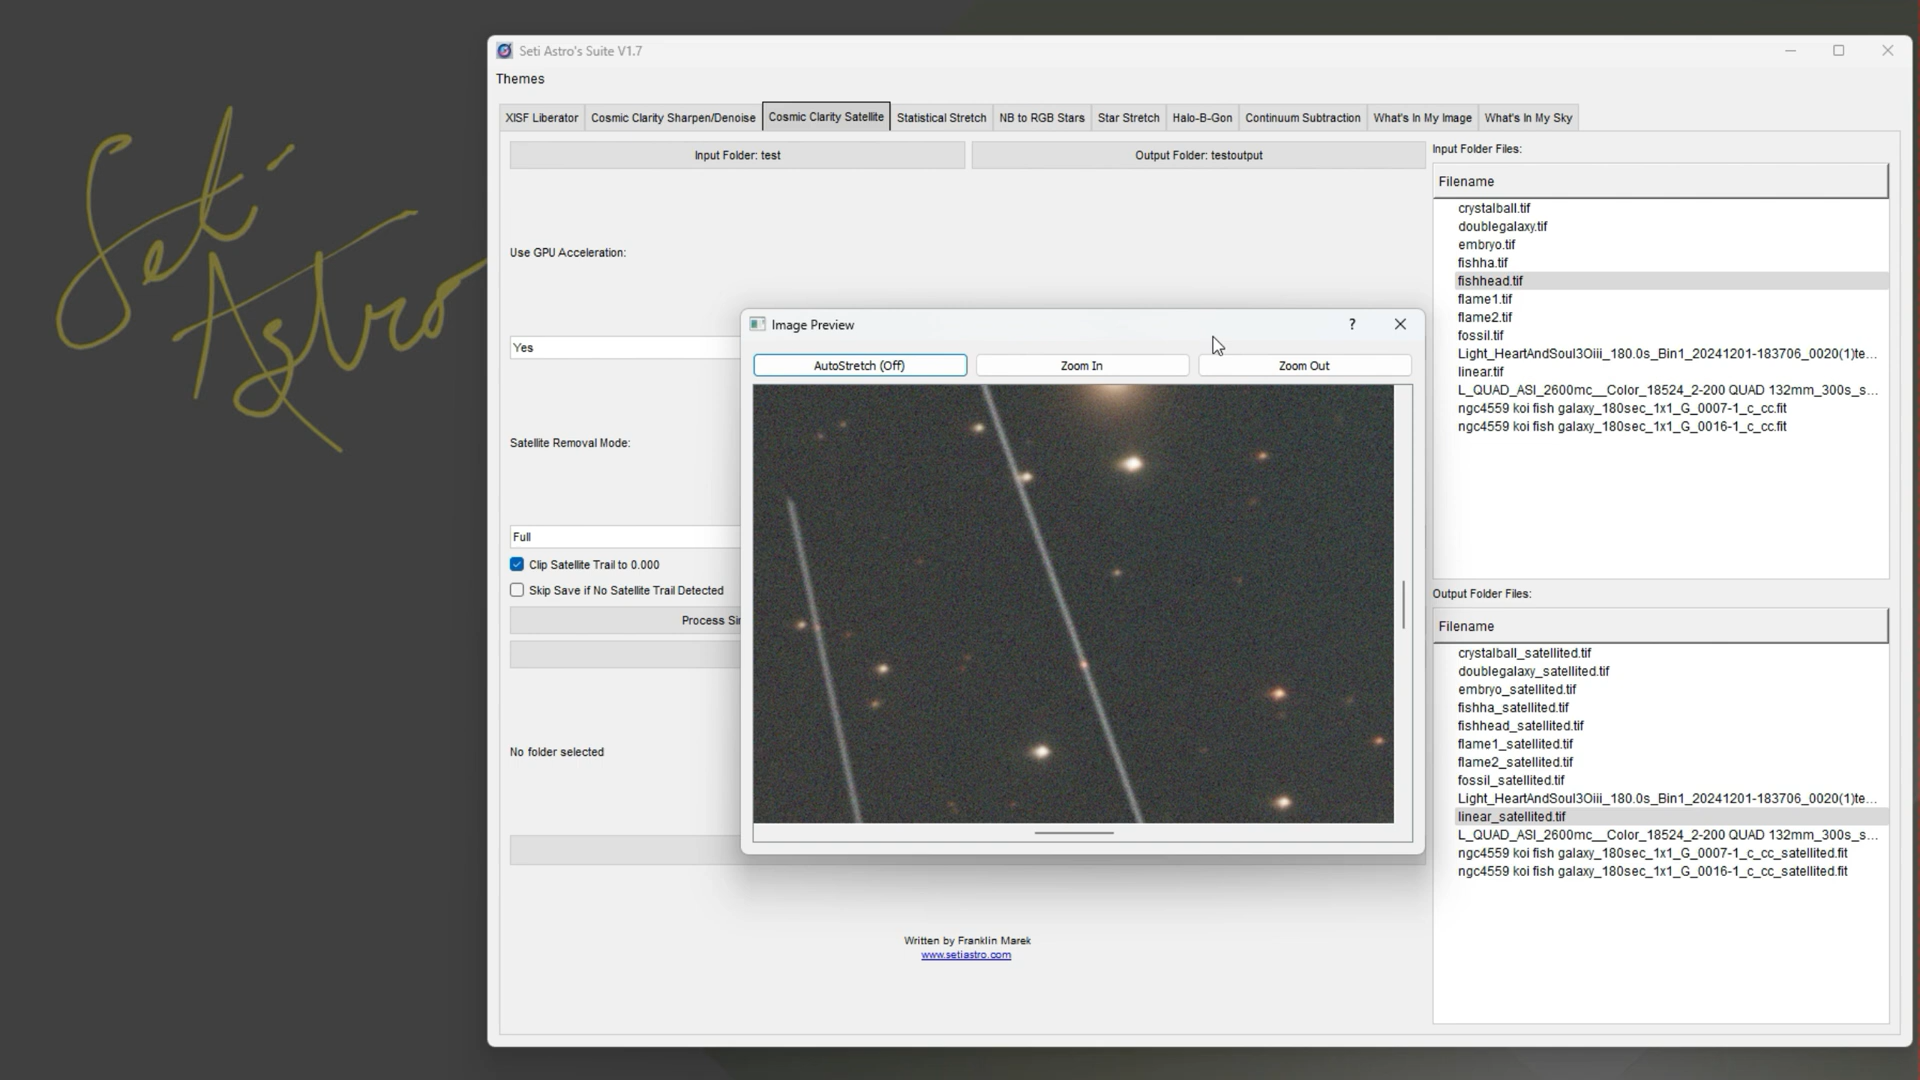 Seti
Astro
Seti Astro's Suite V1.7
Themes
XISF Liberator
Cosmic Clarity Sharpen/Denoise
Cosmic Clarity Satellite
Statistical Stretch
NB to RGB Stars
Star Stretch
Halo-B-Gon
Continuum Subtraction
What's In My Image
What's In My Sky
Input Folder: test
Output Folder: testoutput
Use GPU Acceleration:
Yes
Satellite Removal Mode:
Full
Clip Satellite Trail to 0.000
Skip Save if No Satellite Trail Detected
Process Sin
No folder selected
Written by Franklin Marek
www.setiastro.com
Image Preview
?
AutoStretch (Off)
Zoom In
Zoom Out
Input Folder Files:
Filename
crystalball.tif
doublegalaxy.tif
embryo.tif
fishha.tif
fishhead.tif
flame1.tif
flame2.tif
fossil.tif
Light_HeartAndSoul3Oiii_180.0s_Bin1_20241201-183706_0020(1)te...
linear.tif
L_QUAD_ASI_2600mc__Color_18524_2-200 QUAD 132mm_300s_s...
ngc4559 koi fish galaxy_180sec_1x1_G_0007-1_c_cc.fit
ngc4559 koi fish galaxy_180sec_1x1_G_0016-1_c_cc.fit
Output Folder Files:
Filename
crystalball_satellited.tif
doublegalaxy_satellited.tif
embryo_satellited.tif
fishha_satellited.tif
fishhead_satellited.tif
flame1_satellited.tif
flame2_satellited.tif
fossil_satellited.tif
Light_HeartAndSoul3Oiii_180.0s_Bin1_20241201-183706_0020(1)te...
linear_satellited.tif
L_QUAD_ASI_2600mc__Color_18524_2-200 QUAD 132mm_300s_s...
ngc4559 koi fish galaxy_180sec_1x1_G_0007-1_c_cc_satellited.fit
ngc4559 koi fish galaxy_180sec_1x1_G_0016-1_c_cc_satellited.fit